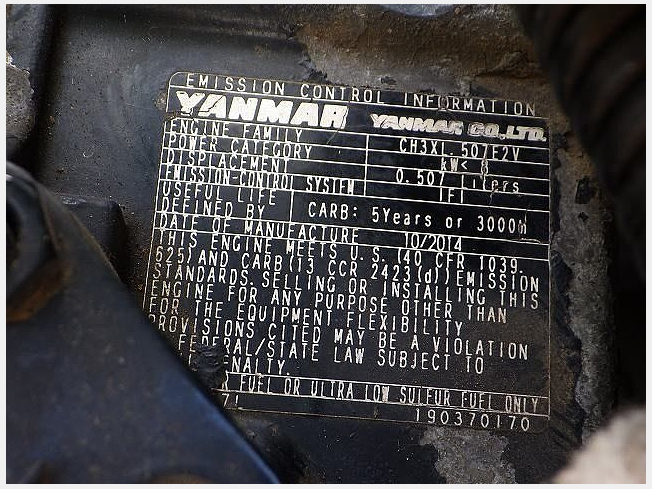 EMISSION CONTROL INFORMATION
YANMAR YANMAR CO.,LTD.
ENGINE FAMILY CH3XL.507E2V
POWER CATEGORY kW< 8
DISPLACEMENT 0.507 Liters
EMISSION-CONTROL SYSTEM IFI
USEFUL LIFE
DEFINED BY CARB: 5Years or 3000h
DATE OF MANUFACTURE 10/2014
THIS ENGINE MEETS U.S.(40 CFR 1039.
625)AND CARB(13 CCR 2423(d))EMISSION
STANDARDS.SELLING OR INSTALLING THIS
ENGINE FOR ANY PURPOSE OTHER THAN
FOR THE EQUIPMENT FLEXIBILITY
PROVISIONS CITED MAY BE A VIOLATION
FEDERAL/STATE LAW SUBJECT TO
ENALTY.
R FUEL OR ULTRA LOW SULFUR FUEL ONLY
7! 190370170